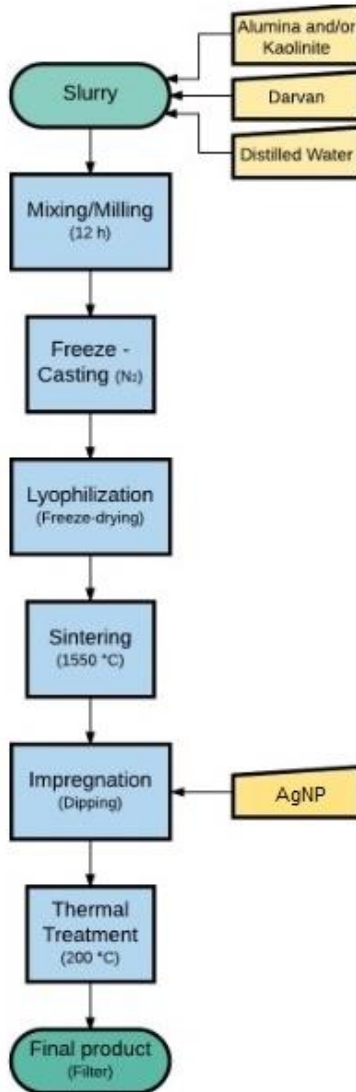 Alumina and/or
Kaolinite
Slurry
Darvan
Distilled Water
Mixing/Milling
(12 h)
Freeze -
Casting (N₂)
Lyophilization
(Freeze-drying)
Sintering
(1550 °C)
Impregnation
(Dipping)
AgNP
Thermal
Treatment
(200 °C)
Final product
(Filter)